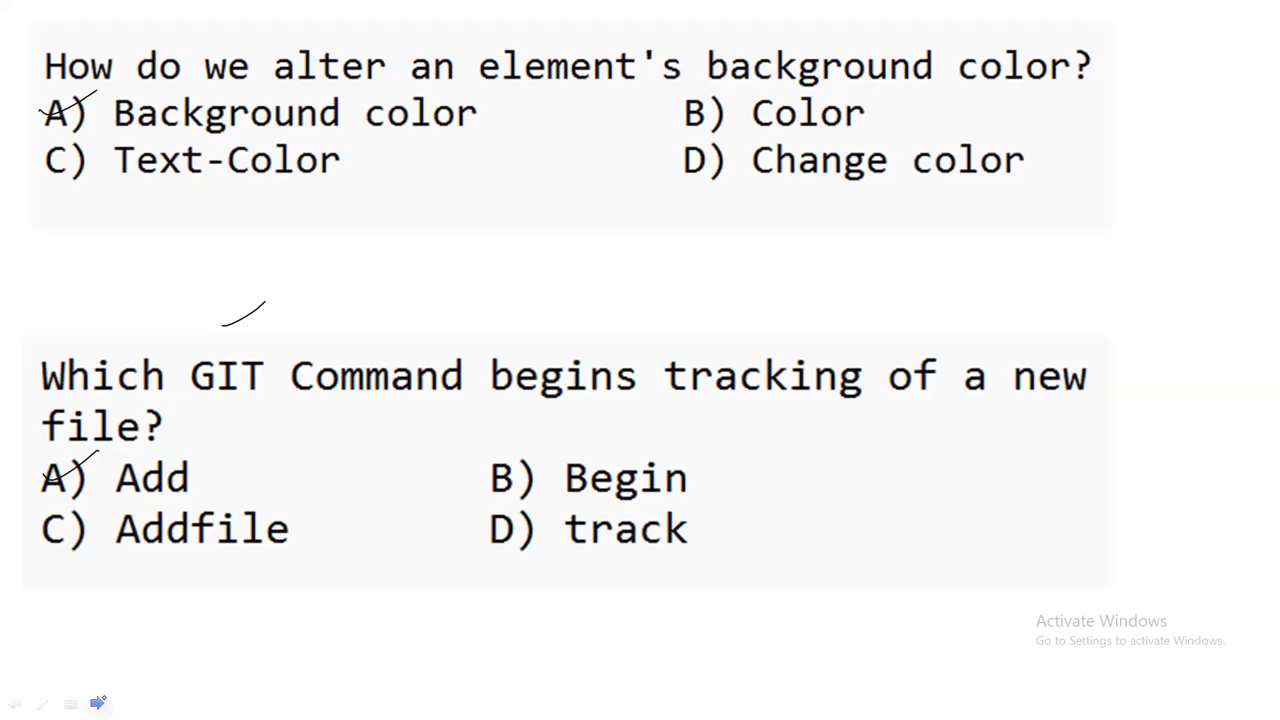 How do we alter an element's background color?
A) Background color B) Color
C) Text-Color D) Change color
Which GIT Command begins tracking of a new
file?
A) Add B) Begin
C) Addfile D) track
Activate Windows
Go to Settings to activate Windows.